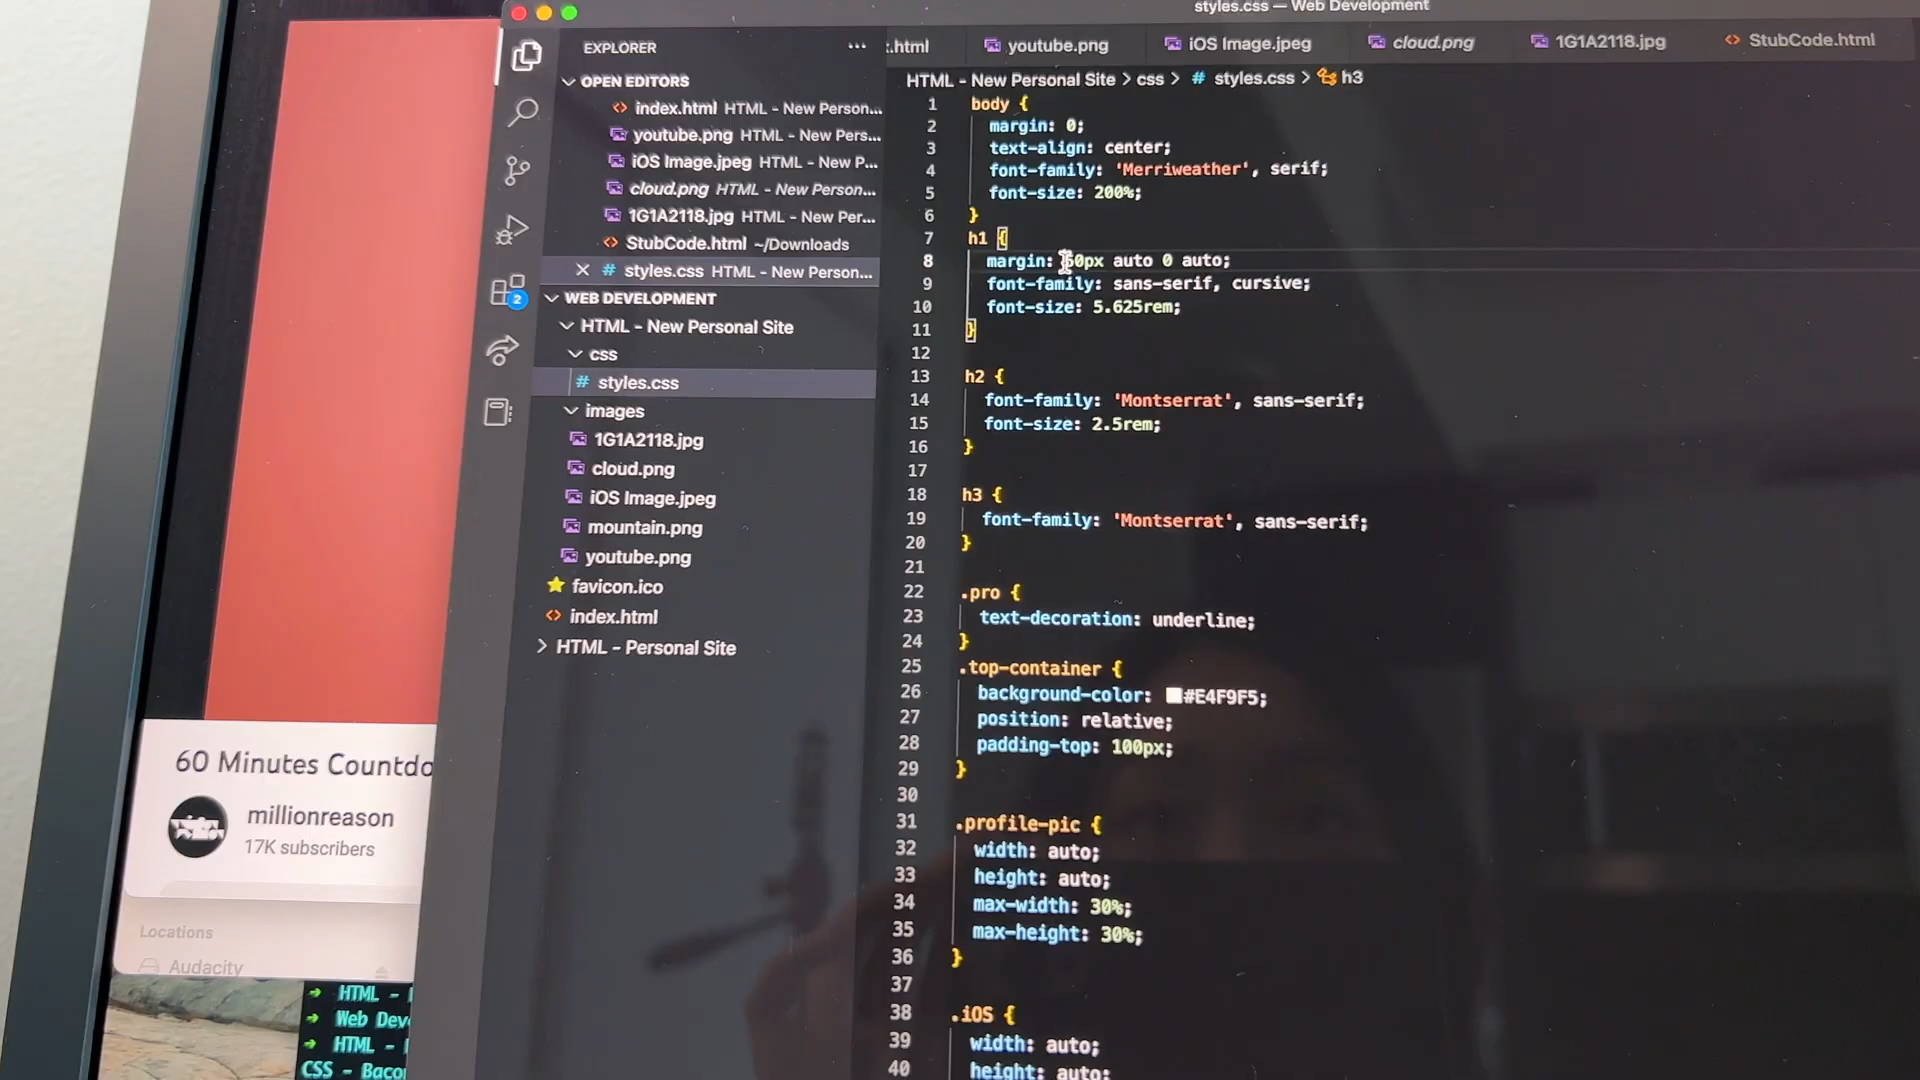 styles.css — Web Development
EXPLORER
OPEN EDITORS
index.html HTML - New Person...
youtube.png HTML - New Pers...
iOS Image.jpeg HTML - New P...
cloud.png HTML - New Person...
1G1A2118.jpg HTML - New Per...
StubCode.html ~/Downloads
styles.css HTML - New Person...
WEB DEVELOPMENT
HTML - New Personal Site
css
styles.css
images
1G1A2118.jpg
cloud.png
iOS Image.jpeg
mountain.png
youtube.png
favicon.ico
index.html
HTML - Personal Site
2
.html youtube.png iOS Image.jpeg cloud.png 1G1A2118.jpg StubCode.html
HTML - New Personal Site > css > # styles.css > h3
1 body {
2 margin: 0;
3 text-align: center;
4 font-family: 'Merriweather', serif;
5 font-size: 200%;
6 }
7 h1 {
8 margin: 50px auto 0 auto;
9 font-family: sans-serif, cursive;
10 font-size: 5.625rem;
11 }
12
13 h2 {
14 font-family: 'Montserrat', sans-serif;
15 font-size: 2.5rem;
16 }
17
18 h3 {
19 font-family: 'Montserrat', sans-serif;
20 }
21
22 .pro {
23 text-decoration: underline;
24 }
25 .top-container {
26 background-color: #E4F9F5;
27 position: relative;
28 padding-top: 100px;
29 }
30
31 .profile-pic {
32 width: auto;
33 height: auto;
34 max-width: 30%;
35 max-height: 30%;
36 }
37
38 .iOS {
39 width: auto;
40 height: auto;
60 Minutes Countdo
millionreason
17K subscribers
Locations
Audacity
HTML -
Web Dev
HTML -
CSS - Baco